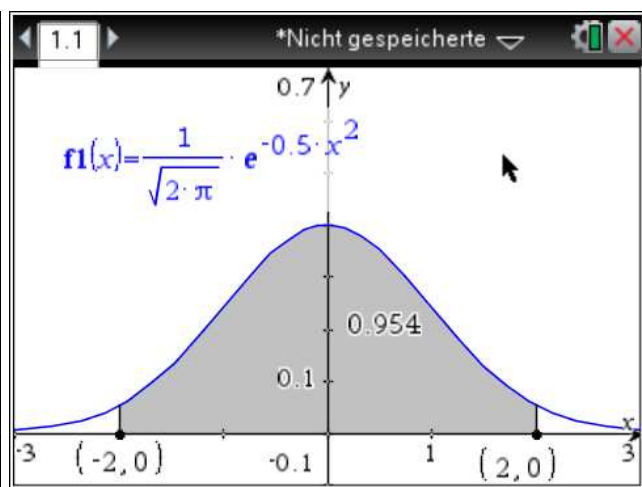 1.1 *Nicht gespeicherte
0.7 y
f1(x)=1/√(2·π) · e^(-0.5·x^2)
0.954
0.1
x
-3 (-2,0) -0.1 1 (2,0) 3